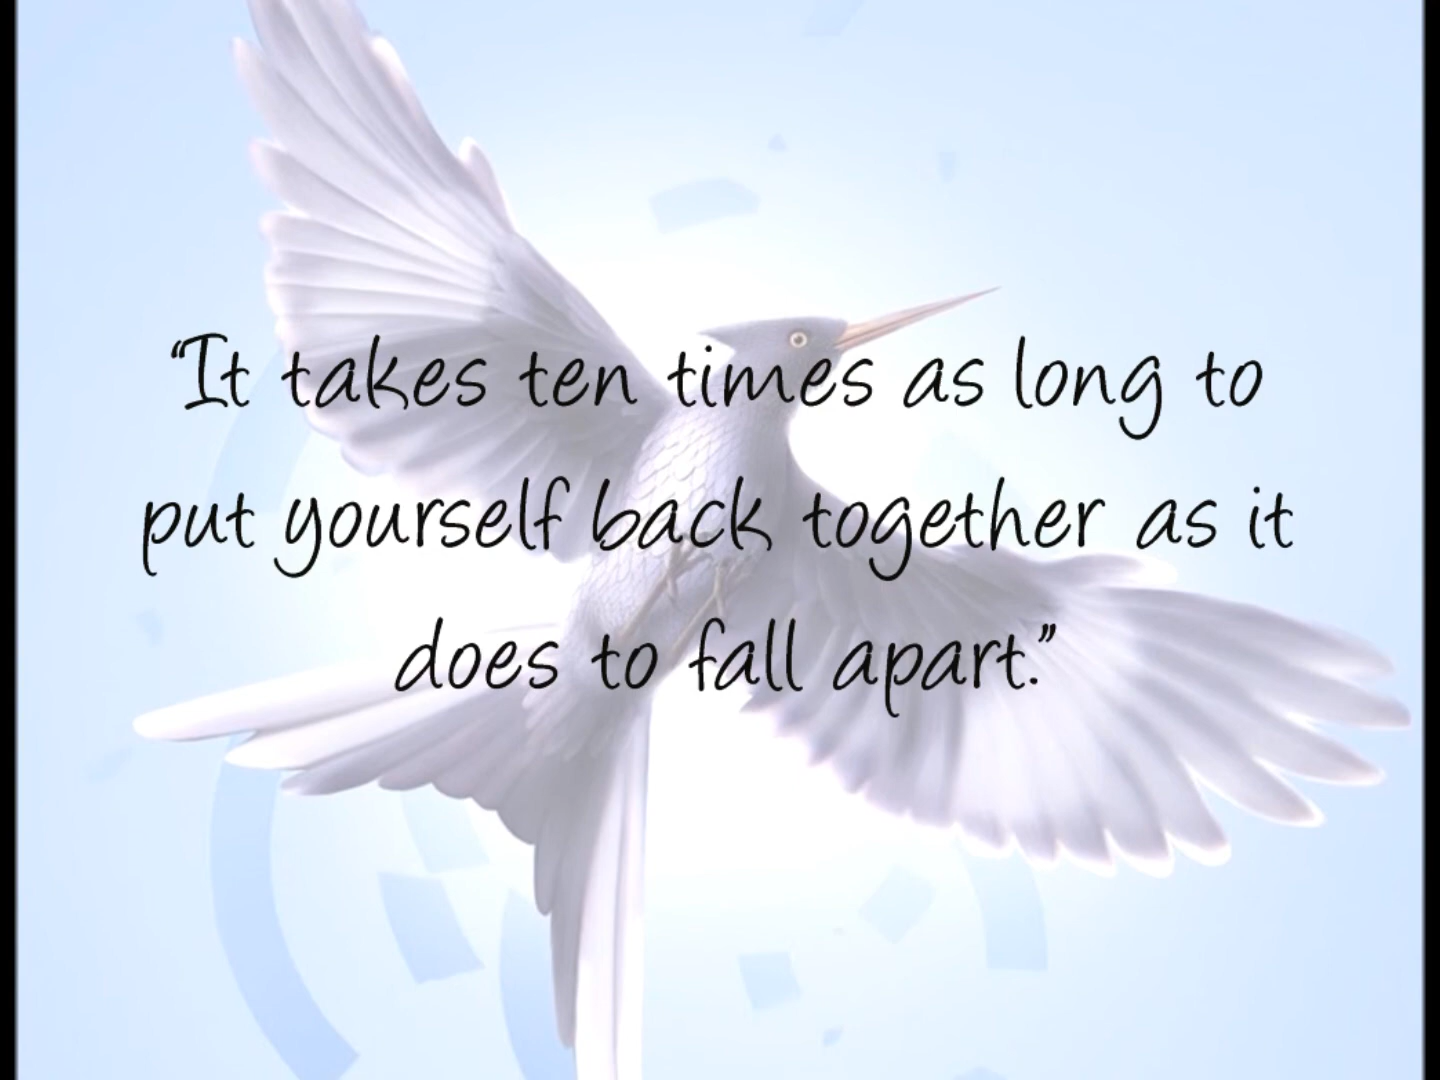 “It takes ten times as long to
put yourself back together as it
does to fall apart.”